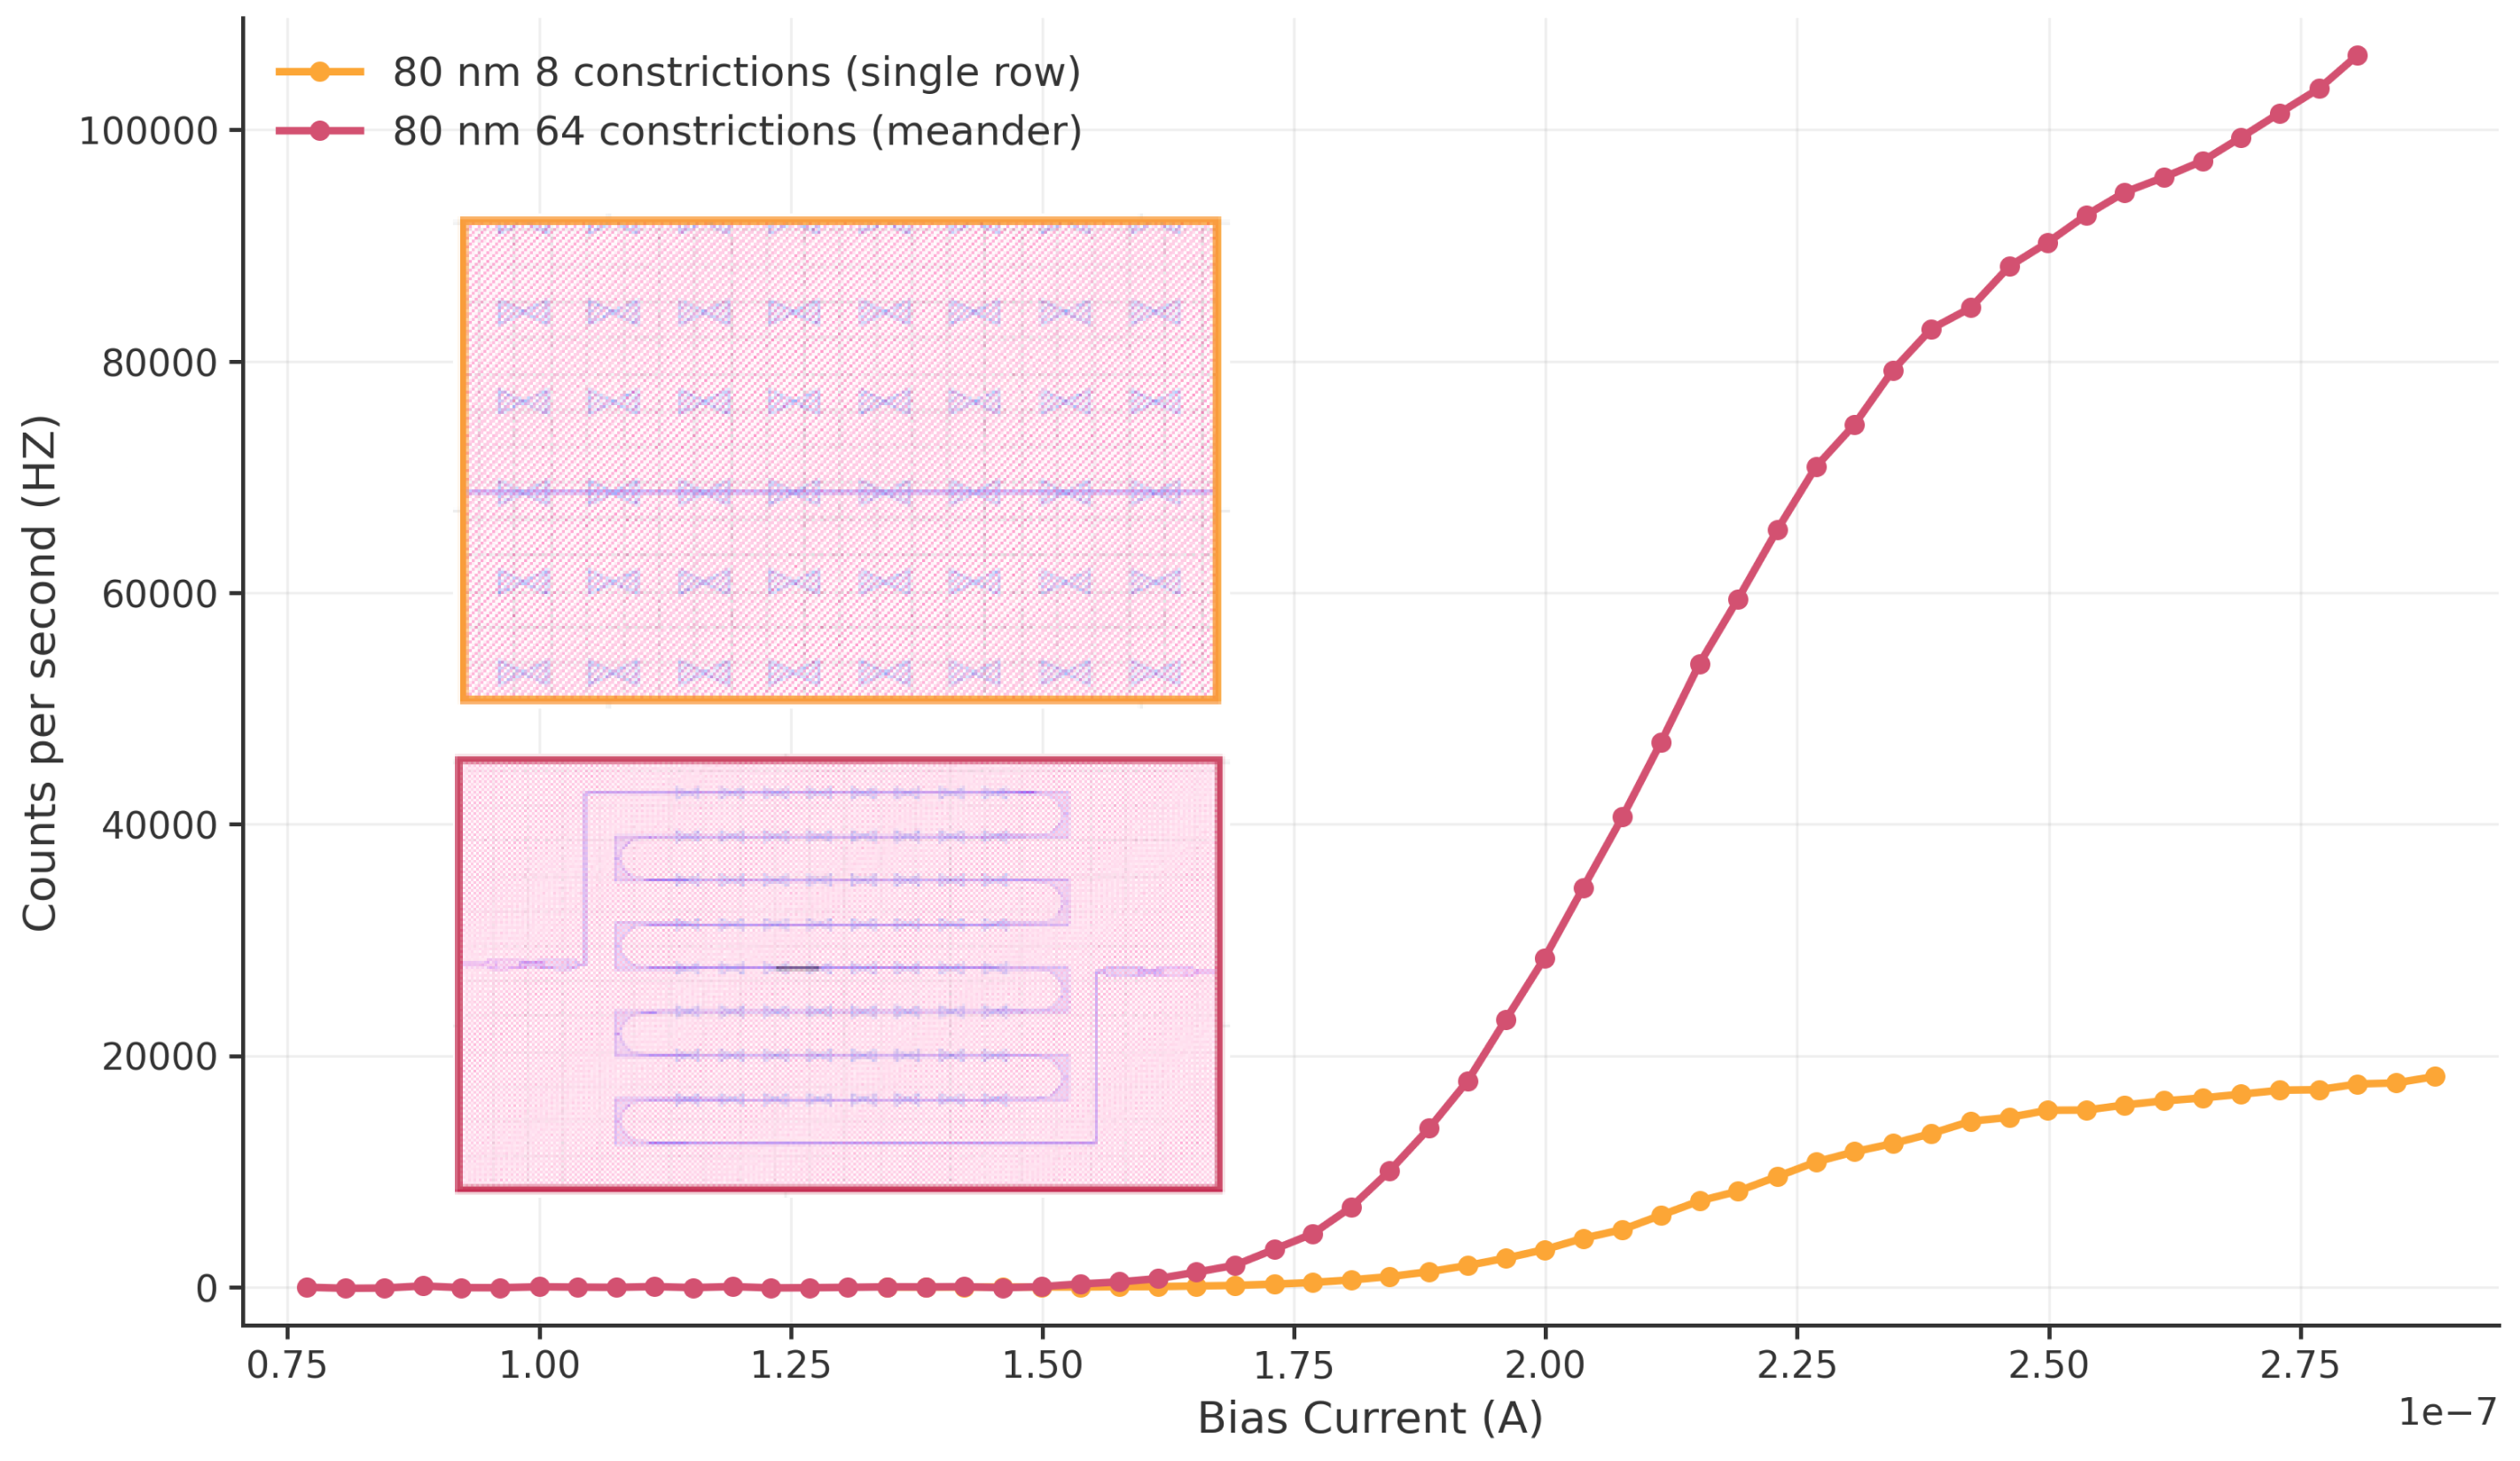 80 nm 8 constrictions (single row)
80 nm 64 constrictions (meander)
Counts per second (HZ)
100000
80000
60000
40000
20000
0
0.75 1.00 1.25 1.50 1.75 2.00 2.25 2.50 2.75
1e−7
Bias Current (A)